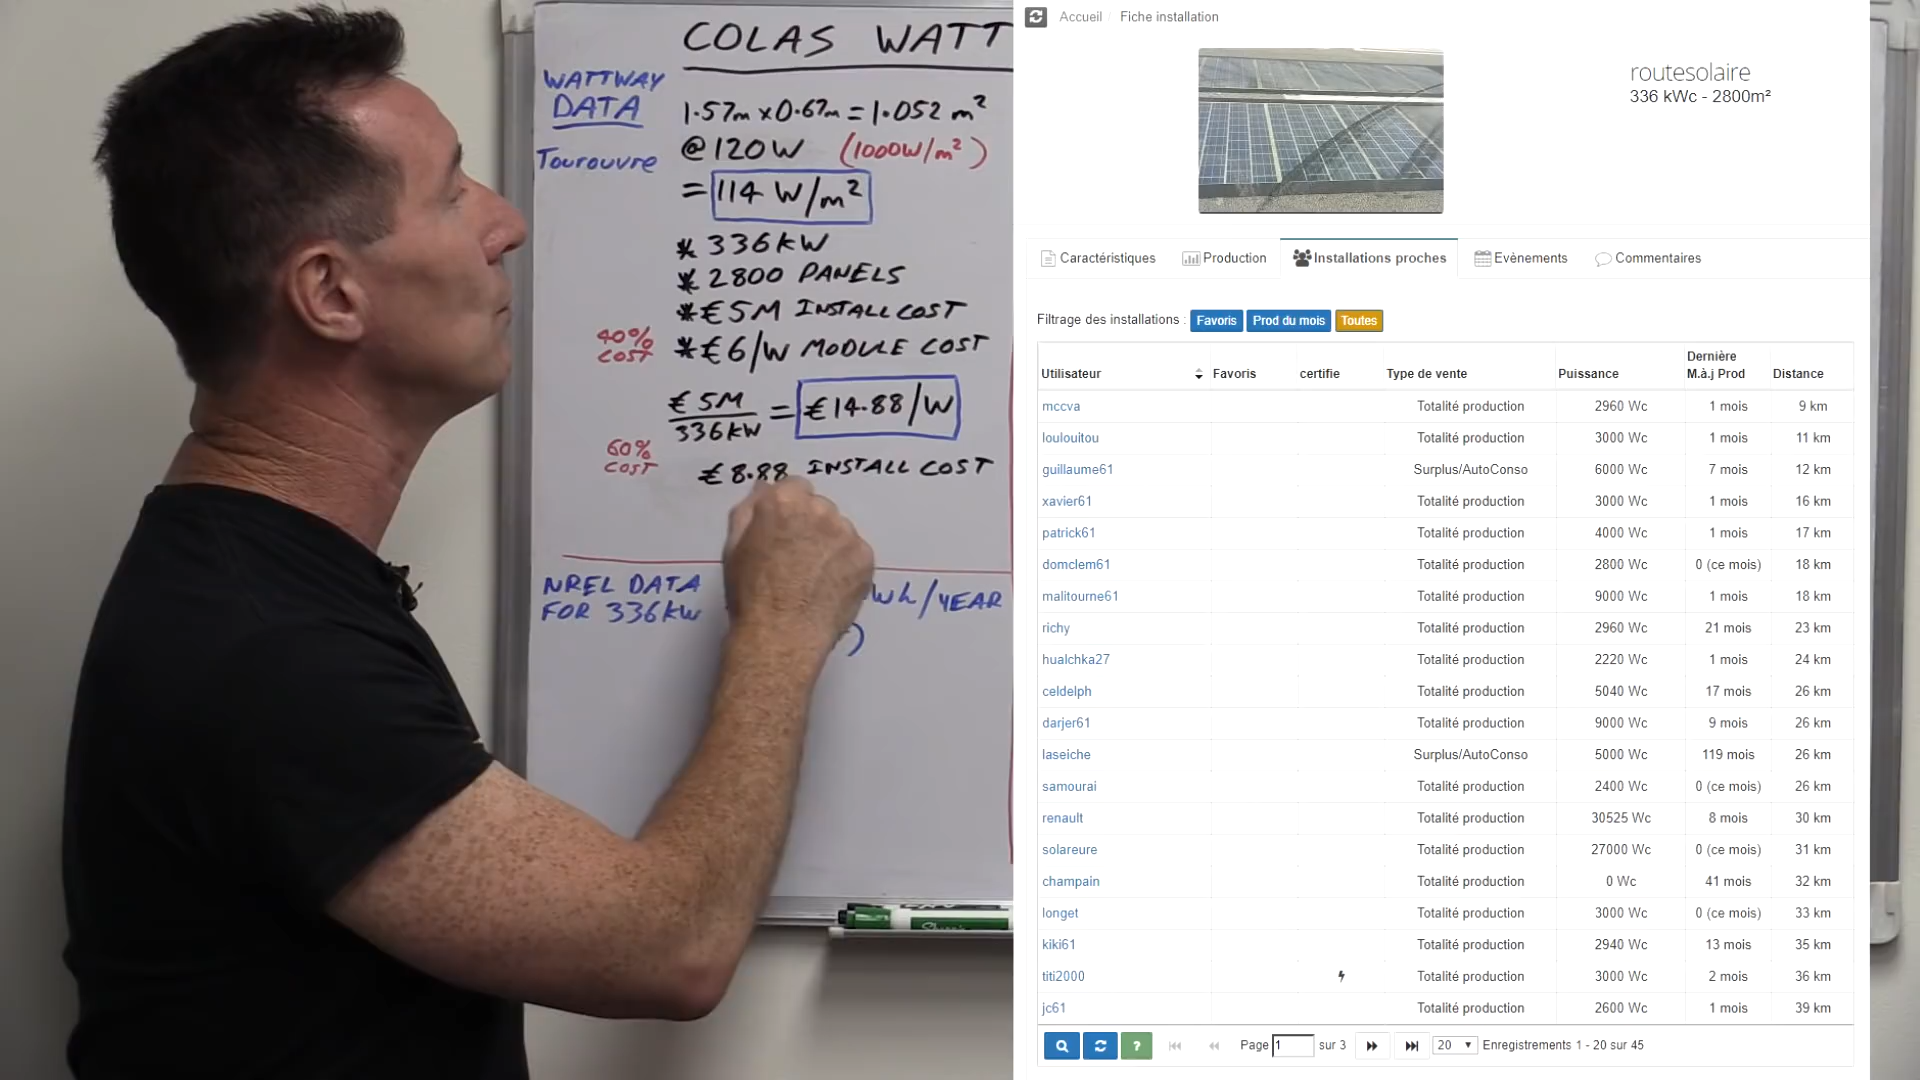 COLAS WATT
WATTWAY
DATA
Tourouvre
1.57m x 0.67m = 1.052 m²
@ 120W (1000W/m²)
= 114 W/m²
* 336kW
* 2800 PANELS
* €5M INSTALL COST
40%
COST
* €6/W MODULE COST
€5M
336kW
= €14.88/W
60%
COST
€8.88 INSTALL COST
NREL DATA
FOR 336kW
Wh/YEAR
)
Sharpie
Accueil / Fiche installation
routesolaire
336 kWc - 2800m²
Caractéristiques Production Installations proches Evènements Commentaires
Filtrage des installations : Favoris Prod du mois Toutes
Utilisateur Favoris certifie Type de vente Puissance Dernière M.à.j Prod Distance
mccva Totalité production 2960 Wc 1 mois 9 km
loulouitou Totalité production 3000 Wc 1 mois 11 km
guillaume61 Surplus/AutoConso 6000 Wc 7 mois 12 km
xavier61 Totalité production 3000 Wc 1 mois 16 km
patrick61 Totalité production 4000 Wc 1 mois 17 km
domclem61 Totalité production 2800 Wc 0 (ce mois) 18 km
malitourne61 Totalité production 9000 Wc 1 mois 18 km
richy Totalité production 2960 Wc 21 mois 23 km
hualchka27 Totalité production 2220 Wc 1 mois 24 km
celdelph Totalité production 5040 Wc 17 mois 26 km
darjer61 Totalité production 9000 Wc 9 mois 26 km
laseiche Surplus/AutoConso 5000 Wc 119 mois 26 km
samourai Totalité production 2400 Wc 0 (ce mois) 26 km
renault Totalité production 30525 Wc 8 mois 30 km
solareure Totalité production 27000 Wc 0 (ce mois) 31 km
champain Totalité production 0 Wc 41 mois 32 km
longet Totalité production 3000 Wc 0 (ce mois) 33 km
kiki61 Totalité production 2940 Wc 13 mois 35 km
titi2000 Totalité production 3000 Wc 2 mois 36 km
jc61 Totalité production 2600 Wc 1 mois 39 km
? Page 1 sur 3 20 Enregistrements 1 - 20 sur 45